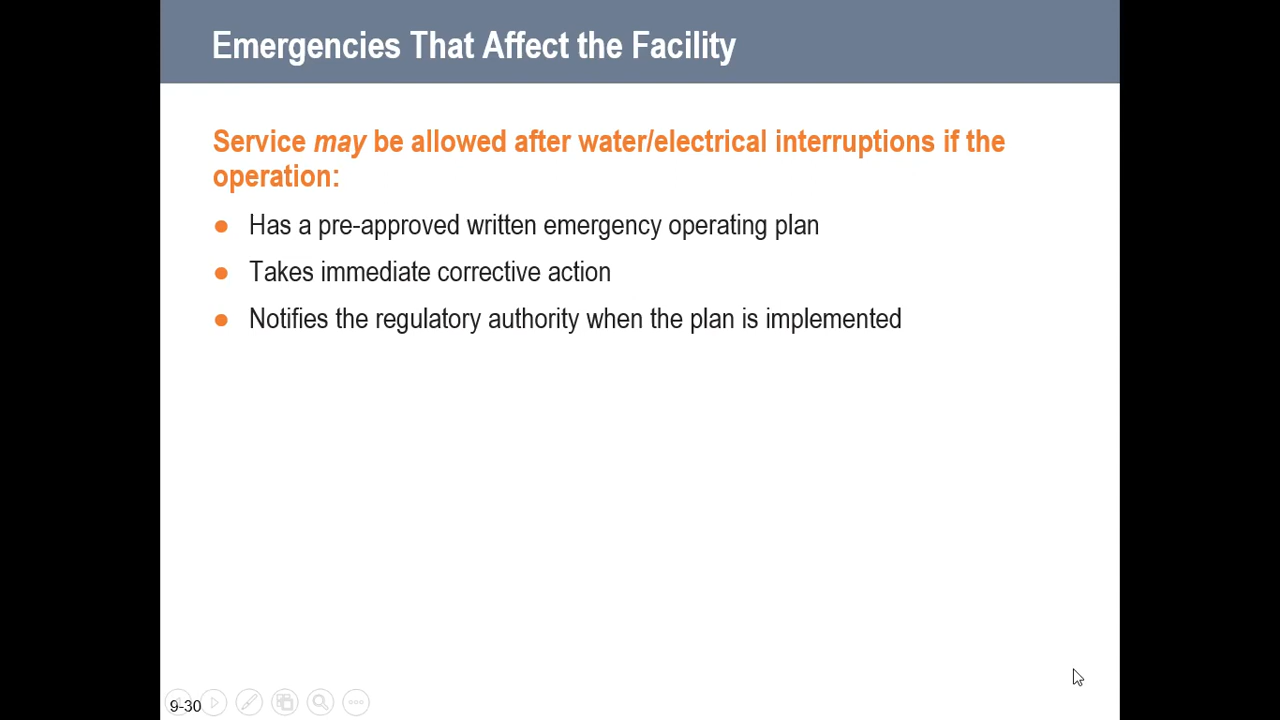 Emergencies That Affect the Facility
Service may be allowed after water/electrical interruptions if the
operation:
● Has a pre-approved written emergency operating plan
● Takes immediate corrective action
● Notifies the regulatory authority when the plan is implemented
9-30